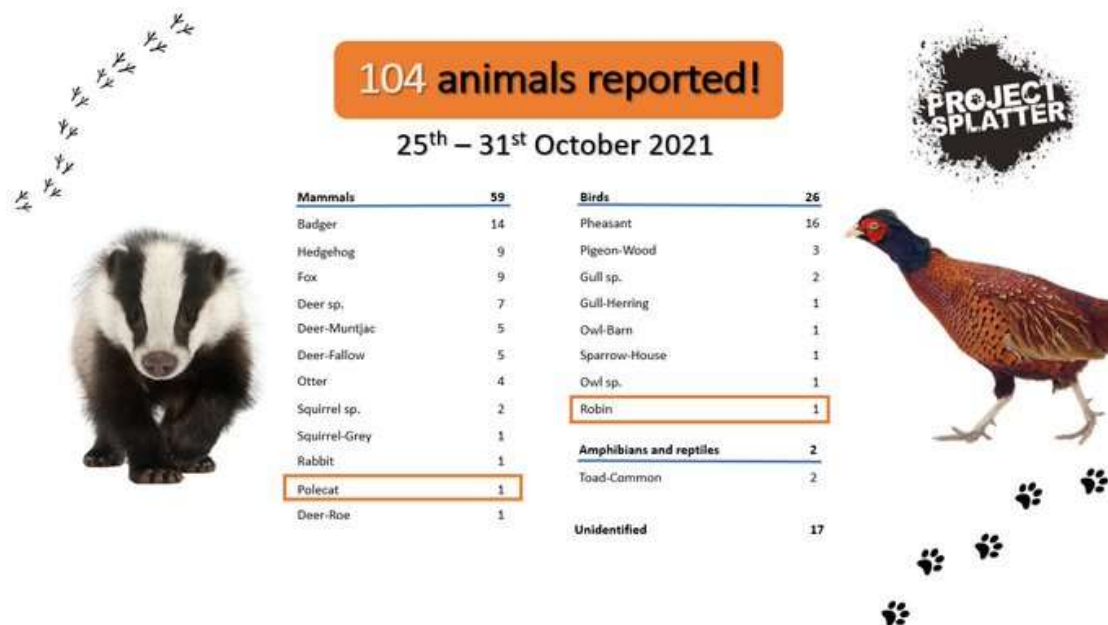 104 animals reported!
25th – 31st October 2021
PROJECT
SPLATTER
Mammals 59
Badger 14
Hedgehog 9
Fox 9
Deer sp. 7
Deer-Muntjac 5
Deer-Fallow 5
Otter 4
Squirrel sp. 2
Squirrel-Grey 1
Rabbit 1
Polecat 1
Deer-Roe 1
Birds 26
Pheasant 16
Pigeon-Wood 3
Gull sp. 2
Gull-Herring 1
Owl-Barn 1
Sparrow-House 1
Owl sp. 1
Robin 1
Amphibians and reptiles 2
Toad-Common 2
Unidentified 17